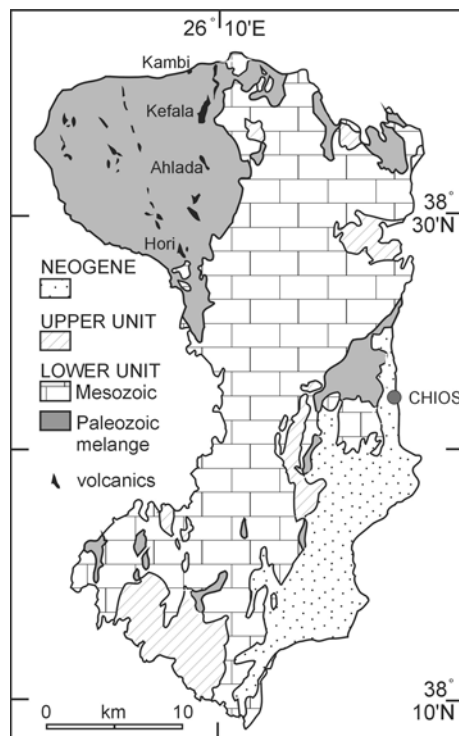 26° 10'E
Kambi
Kefala
Ahlada
38°
30'N
Hori
NEOGENE
UPPER UNIT
LOWER UNIT
Mesozoic
CHIOS
Paleozoic
melange
volcanics
38°
10'N
0 km 10